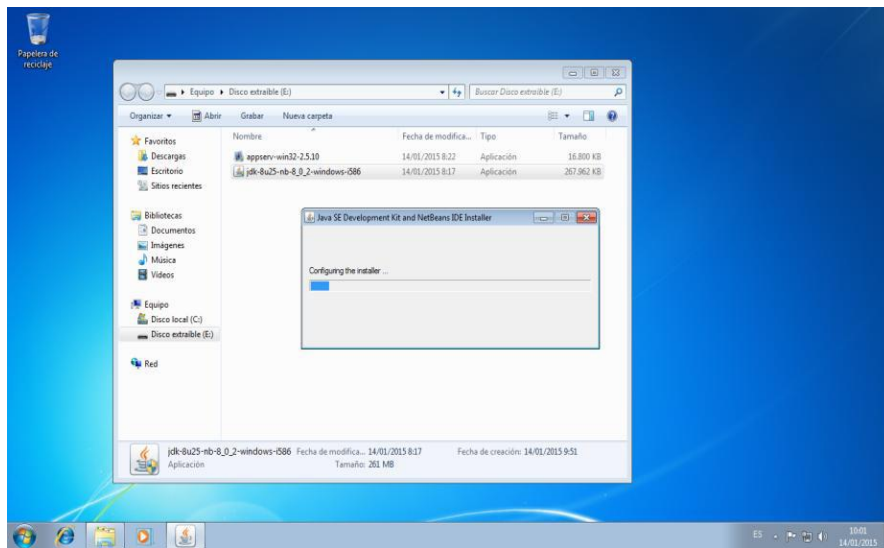 Papelera de
reciclaje
Equipo
Disco extraíble (E:)
Buscar Disco extraíble (E:)
Organizar
Abrir
Grabar
Nueva carpeta
Nombre
Fecha de modifica...
Tipo
Tamaño
Favoritos
Descargas
Escritorio
Sitios recientes
Bibliotecas
Documentos
Imágenes
Música
Vídeos
Equipo
Disco local (C:)
Disco extraíble (E:)
Red
appserv-win32-2.5.10 14/01/2015 8:22 Aplicación 16.800 KB
jdk-8u25-nb-8_0_2-windows-i586 14/01/2015 8:17 Aplicación 267.962 KB
Java SE Development Kit and NetBeans IDE Installer
Configuring the installer ...
jdk-8u25-nb-8_0_2-windows-i586 Fecha de modifica... 14/01/2015 8:17 Fecha de creación: 14/01/2015 9:51
Aplicación Tamaño: 261 MB
ES
10:01
14/01/2015